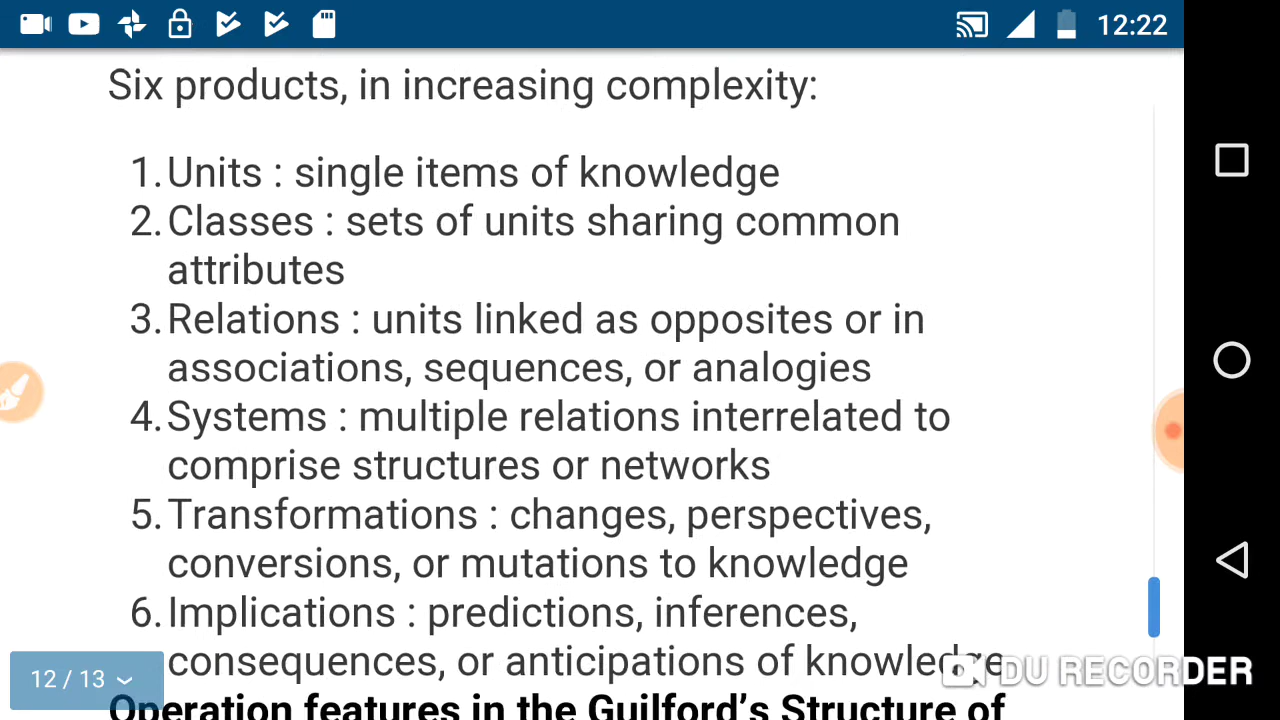 12:22
Six products, in increasing complexity:
1. Units : single items of knowledge
2. Classes : sets of units sharing common
attributes
3. Relations : units linked as opposites or in
associations, sequences, or analogies
4. Systems : multiple relations interrelated to
comprise structures or networks
5. Transformations : changes, perspectives,
conversions, or mutations to knowledge
6. Implications : predictions, inferences,
consequences, or anticipations of knowledge
12 / 13
DU RECORDER
Operation features in the Guilford's Structure of